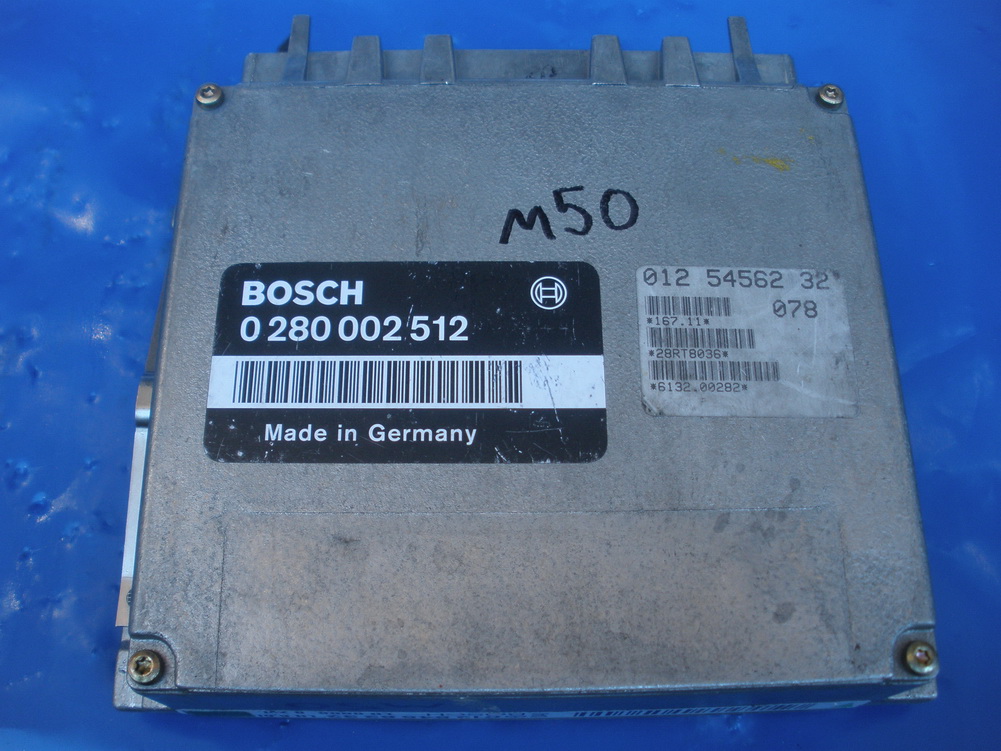 M50
BOSCH
0 280 002 512
Made in Germany
012 54562 32
078
*167.11*
*28RT8036*
*6132.00282*